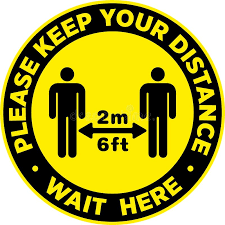 PLEASE KEEP YOUR DISTANCE
2m
6ft
WAIT HERE